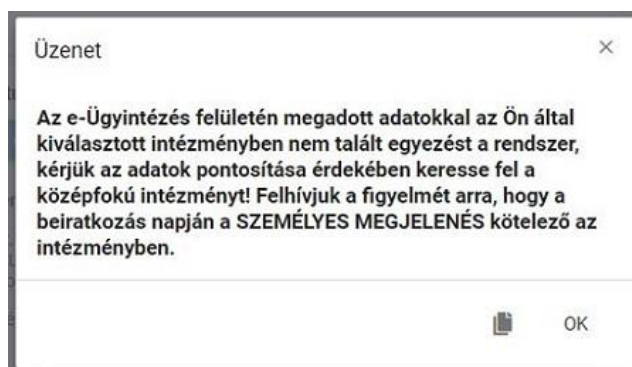 Üzenet
Az e-Ügyintézés felületén megadott adatokkal az Ön által
kiválasztott intézményben nem talált egyezést a rendszer,
kérjük az adatok pontosítása érdekében keresse fel a
középfokú intézményt! Felhívjuk a figyelmét arra, hogy a
beiratkozás napján a SZEMÉLYES MEGJELENÉS kötelező az
intézményben.
OK